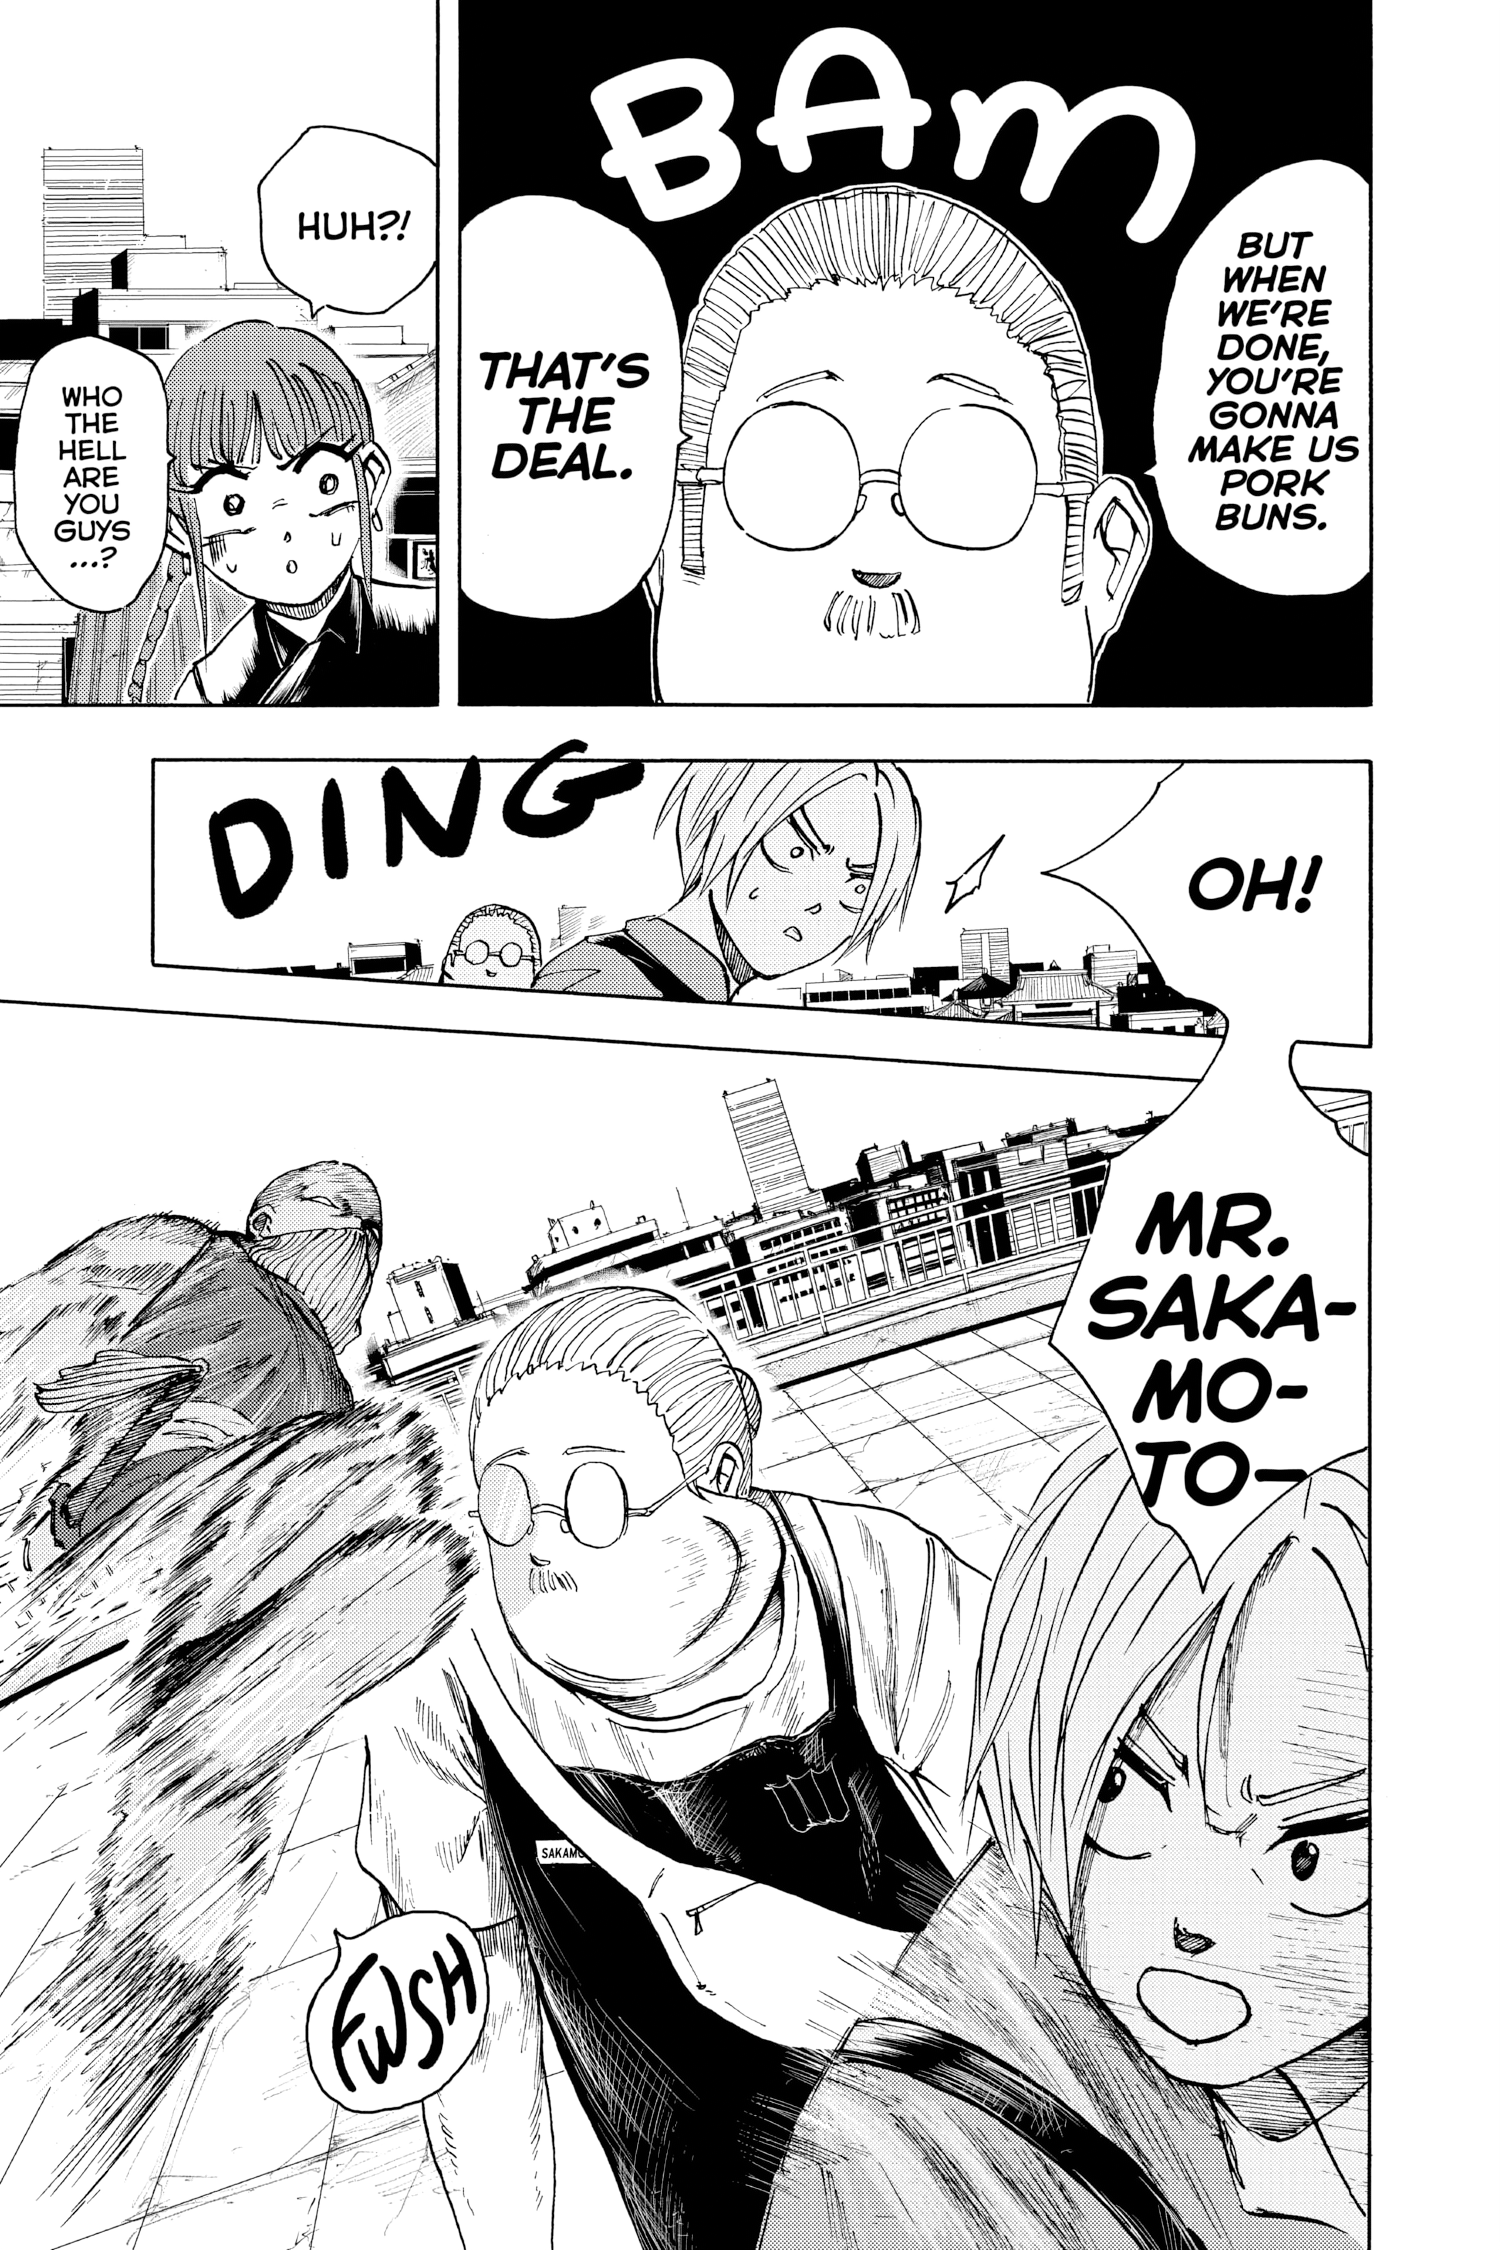 BAM
BUT
WHEN
WE'RE
DONE,
YOU'RE
GONNA
MAKE US
PORK
BUNS.
THAT'S
THE
DEAL.
HUH?!
WHO
THE
HELL
ARE
YOU
GUYS
...?
OH!
DING
MR.
SAKA-
MO-
TO—
SAKAMO
FWSH